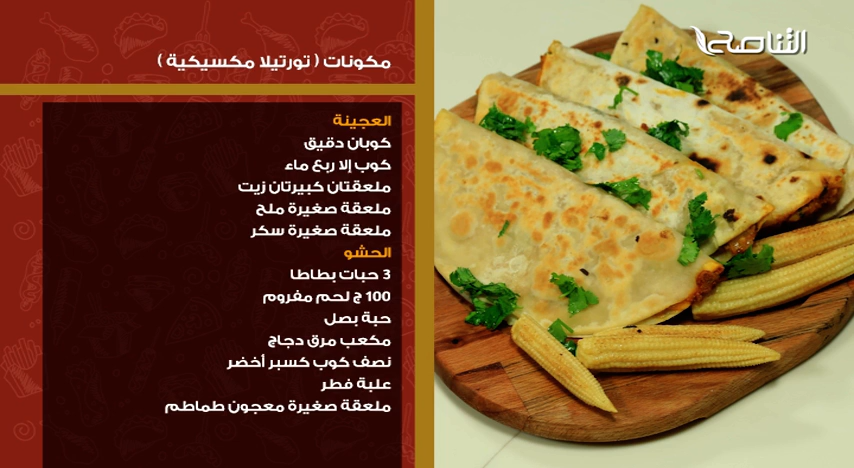 التناصح
مكونات ( تورتيلا مكسيكية )
العجينة
كوبان دقيق
كوب إلا ربع ماء
ملعقتان كبيرتان زيت
ملعقة صغيرة ملح
ملعقة صغيرة سكر
الحشو
3 حبات بطاطا
100 ج لحم مفروم
حبة بصل
مكعب مرق دجاج
نصف كوب كسبر أخضر
علبة فطر
ملعقة صغيرة معجون طماطم